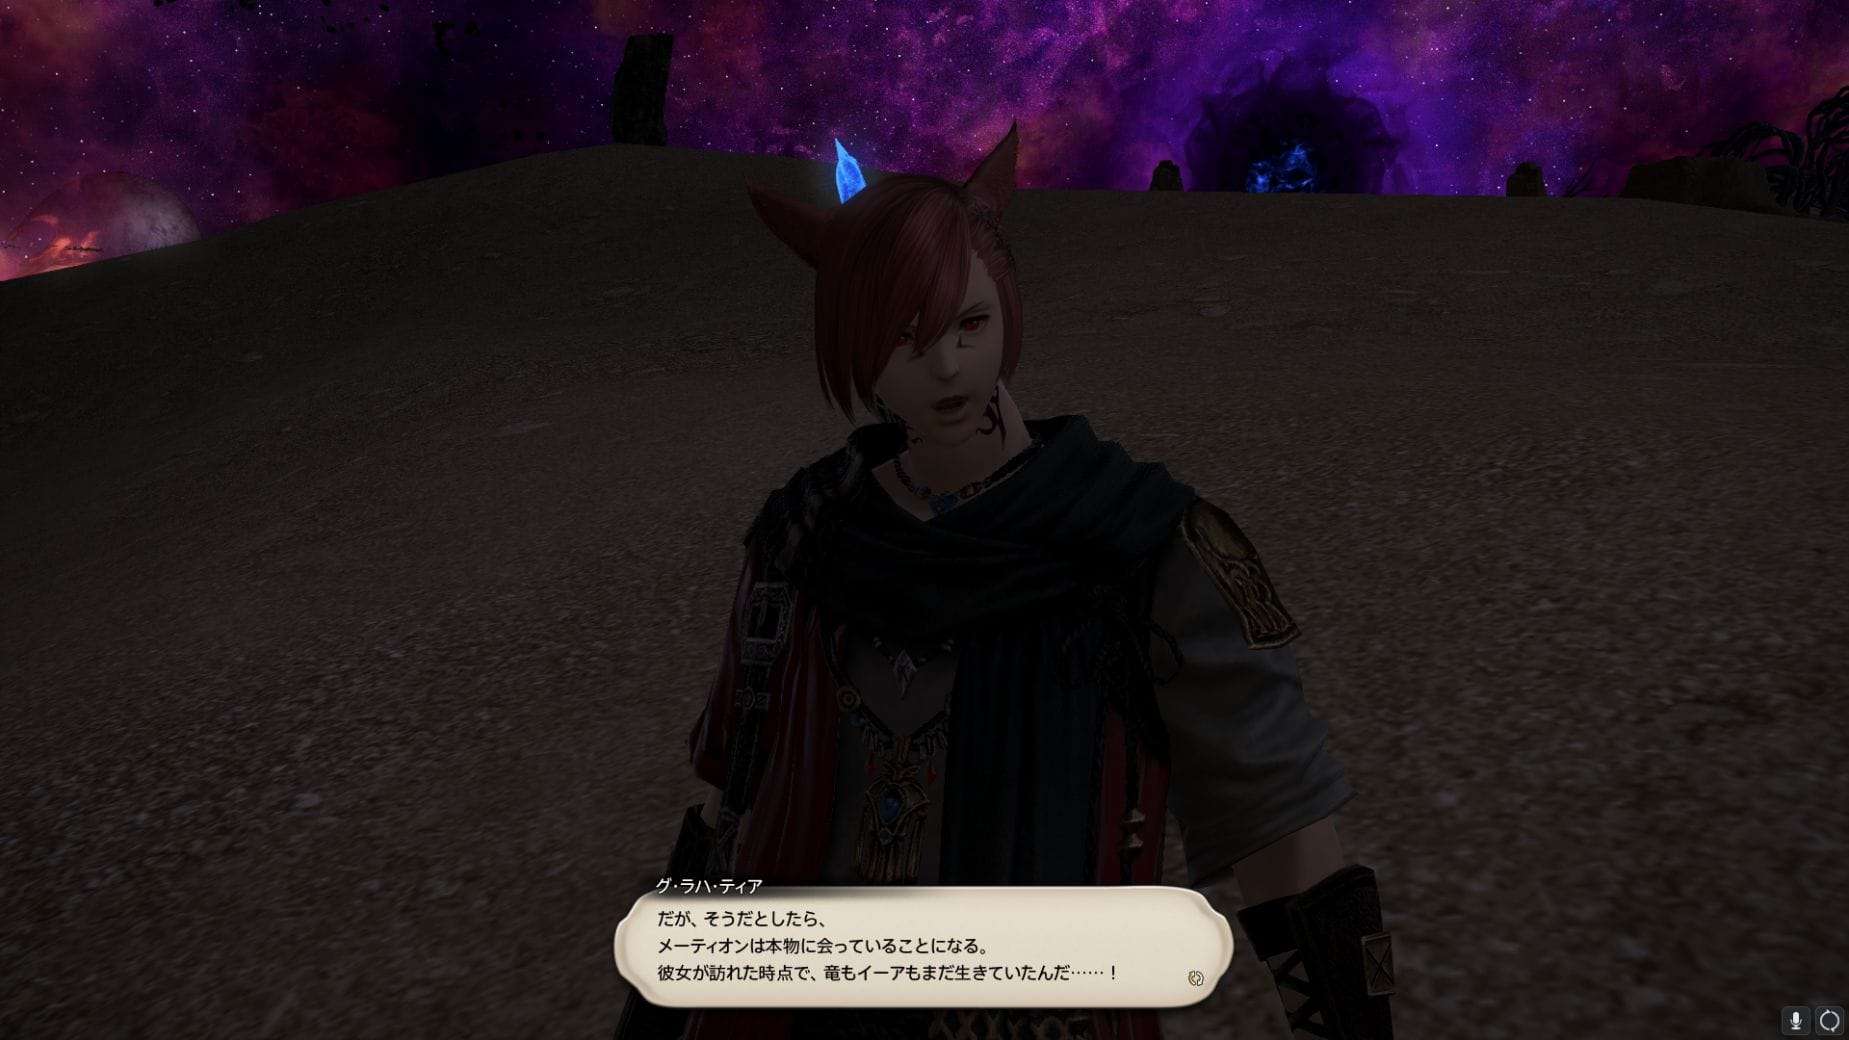 グ・ラハ・ティア
だが、そうだとしたら、
メーティオンは本物に会っていることになる。
彼女が訪れた時点で、竜もイーアもまだ生きていたんだ……！